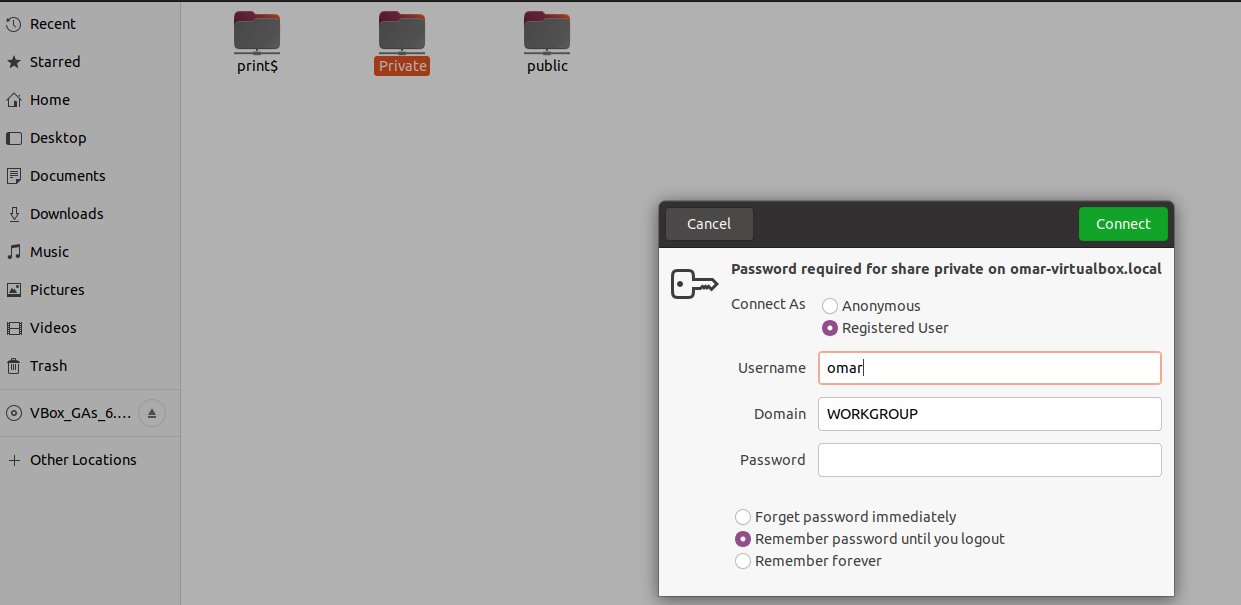 Recent
Starred
Home
Desktop
Documents
Downloads
Music
Pictures
Videos
Trash
VBox_GAs_6....
Other Locations
print$
Private
public
Cancel
Connect
Password required for share private on omar-virtualbox.local
Connect As
Anonymous
Registered User
Username
omar
Domain
WORKGROUP
Password
Forget password immediately
Remember password until you logout
Remember forever